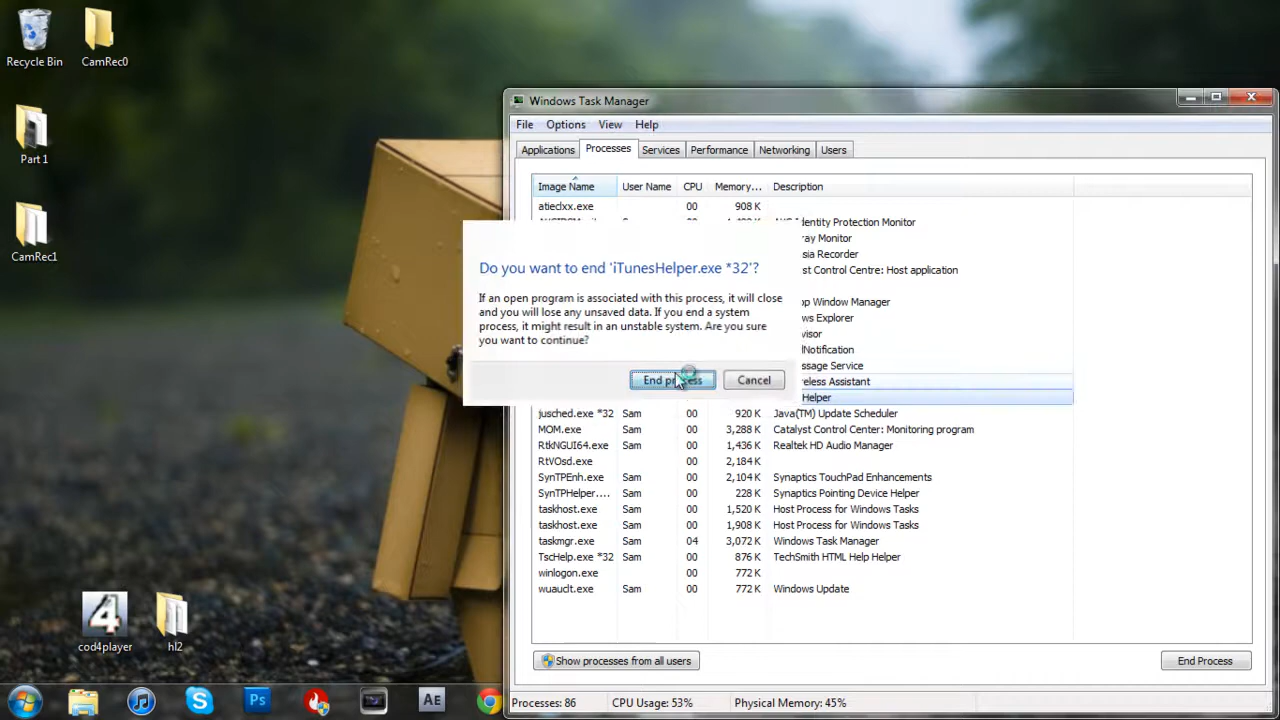 Recycle Bin
CamRec0
Part 1
CamRec1
cod4player
hl2
Windows Task Manager
File Options View Help
Applications Processes Services Performance Networking Users
Image Name User Name CPU Memory... Description
atieclxx.exe 00 908 K
Identity Protection Monitor
ray Monitor
sia Recorder
st Control Centre: Host application
op Window Manager
ows Explorer
visor
Notification
ssage Service
reless Assistant
Helper
Do you want to end 'iTunesHelper.exe *32'?
If an open program is associated with this process, it will close
and you will lose any unsaved data. If you end a system
process, it might result in an unstable system. Are you sure
you want to continue?
End process Cancel
jusched.exe *32 Sam 00 920 K Java(TM) Update Scheduler
MOM.exe Sam 00 3,288 K Catalyst Control Center: Monitoring program
RtkNGUI64.exe Sam 00 1,436 K Realtek HD Audio Manager
RtVOsd.exe 00 2,184 K
SynTPEnh.exe Sam 00 2,104 K Synaptics TouchPad Enhancements
SynTPHelper.... Sam 00 228 K Synaptics Pointing Device Helper
taskhost.exe Sam 00 1,520 K Host Process for Windows Tasks
taskhost.exe Sam 00 1,908 K Host Process for Windows Tasks
taskmgr.exe Sam 04 3,072 K Windows Task Manager
TscHelp.exe *32 Sam 00 876 K TechSmith HTML Help Helper
winlogon.exe 00 772 K
wuauclt.exe Sam 00 772 K Windows Update
Show processes from all users End Process
Processes: 86 CPU Usage: 53% Physical Memory: 45%
Ps
AE